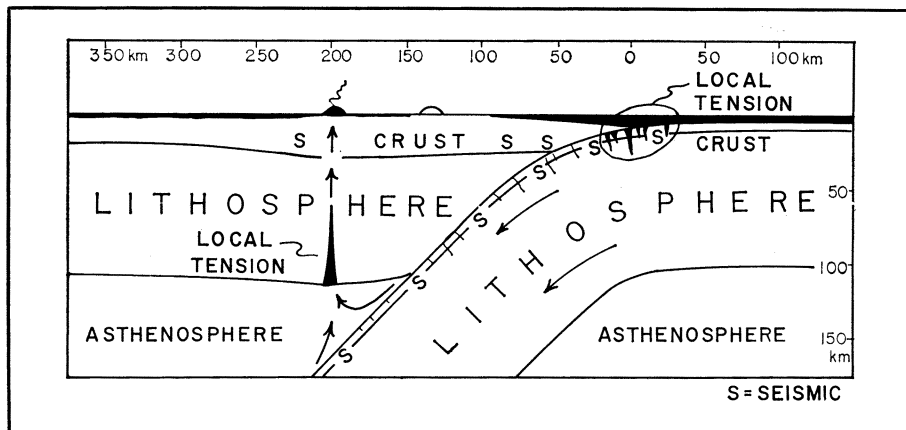 350 km 300 250 200 150 100 50 0 50 100 km
LOCAL
TENSION
S CRUST S S S S CRUST
S
50
LITHOSPHERE
S
LITHOSPHERE
LOCAL
TENSION
100
S
ASTHENOSPHERE
ASTHENOSPHERE
150
km
S
S = SEISMIC